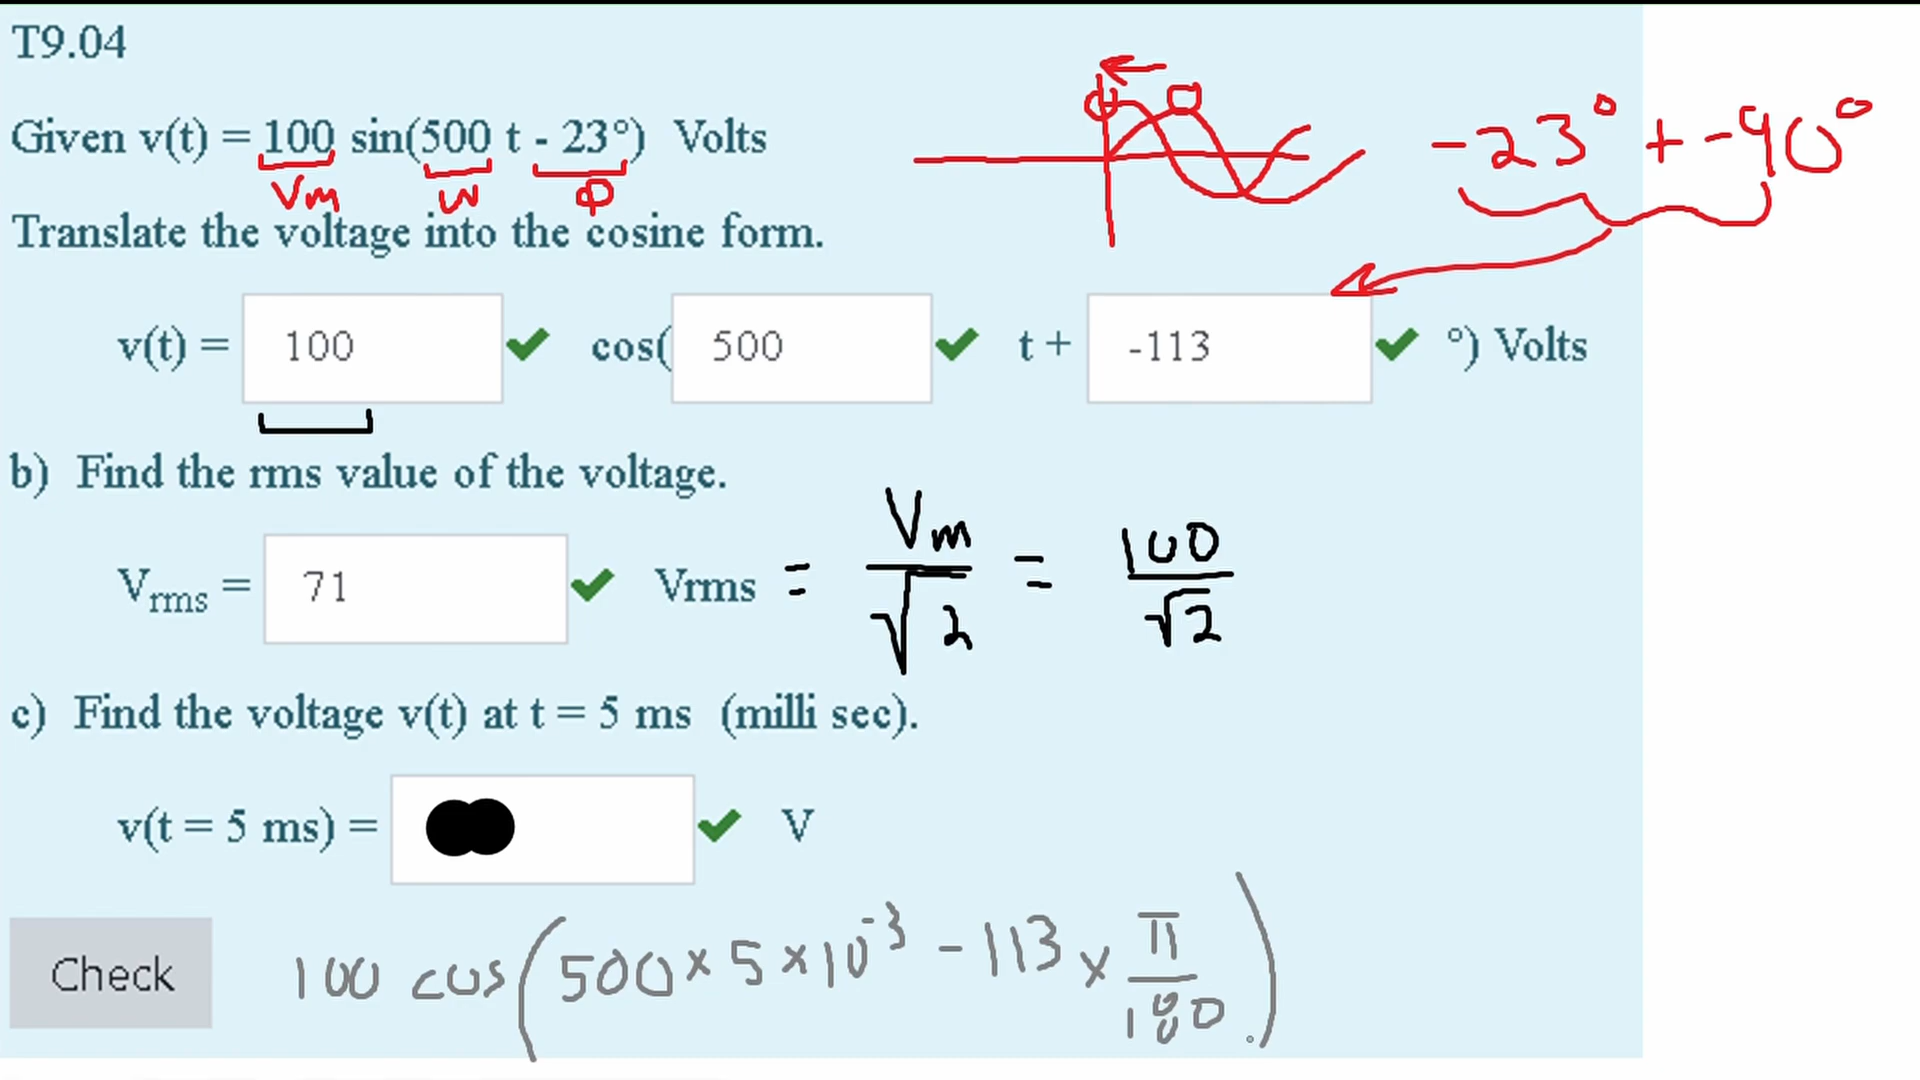 T9.04
Given v(t) = 100 sin(500 t - 23°) Volts
Vm w Φ
-23° + -90°
Translate the voltage into the cosine form.
v(t) = 100 cos( 500 t + -113 °) Volts
b) Find the rms value of the voltage.
Vrms = 71 Vrms = Vm/√2 = 100/√2
c) Find the voltage v(t) at t = 5 ms (milli sec).
v(t = 5 ms) = V
Check
100 cos(500 × 5 × 10⁻³ - 113 × π/180)